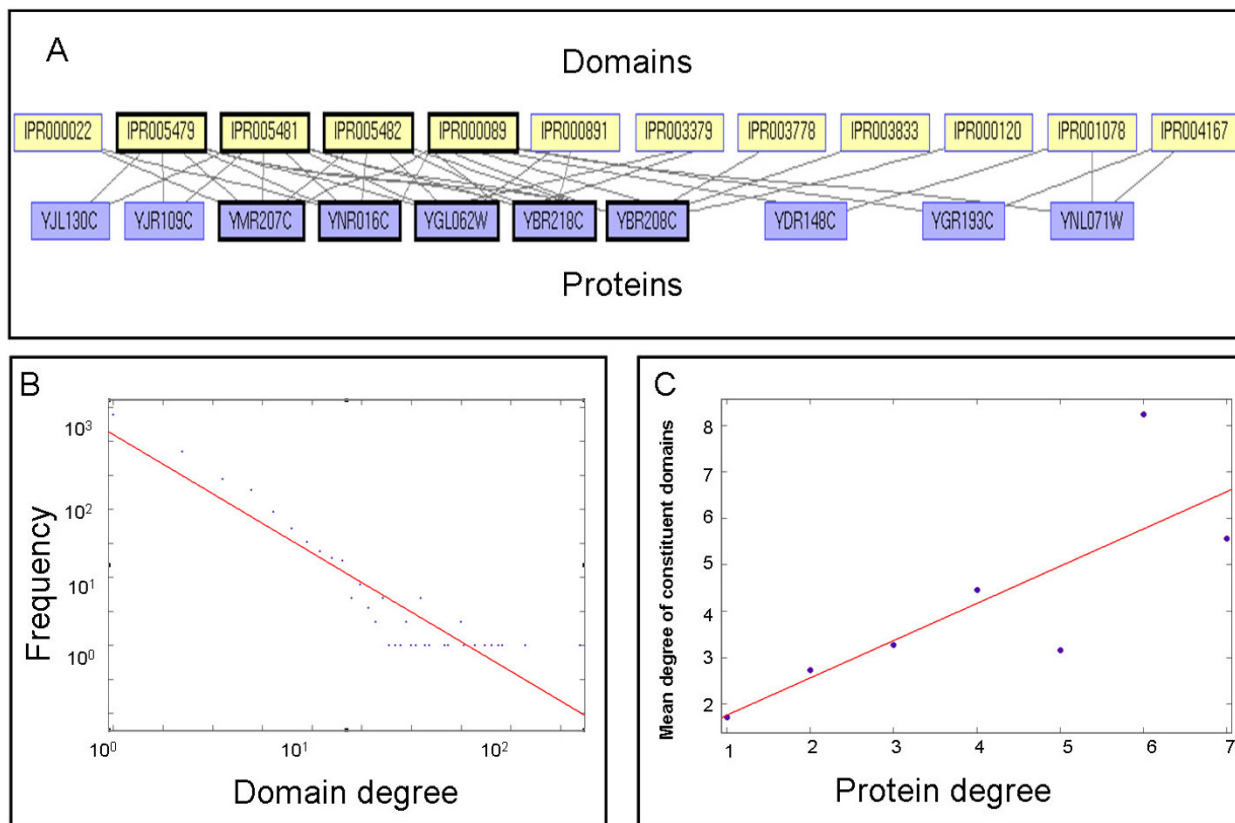 A
Domains
IPR000022 IPR005479 IPR005481 IPR005482 IPR000089 IPR000891 IPR003379 IPR003778 IPR003833 IPR000120 IPR001078 IPR004167
YJL130C YJR109C YMR207C YNR016C YGL062W YBR218C YBR208C YDR148C YGR193C YNL071W
Proteins
B
10³
10²
10¹
10⁰
Frequency
10⁰ 10¹ 10²
Domain degree
C
8
7
6
5
4
3
2
Mean degree of constituent domains
1 2 3 4 5 6 7
Protein degree